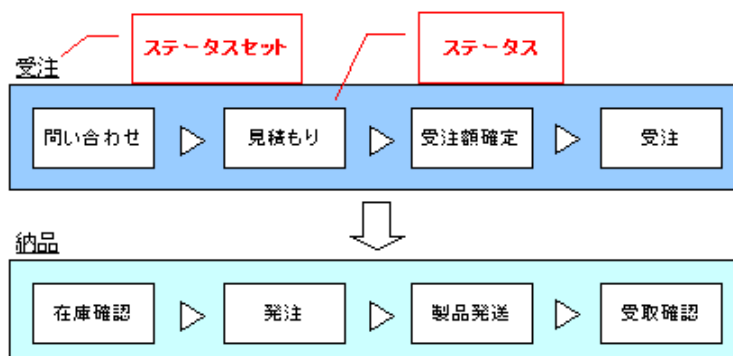 ステータスセット
ステータス
受注
問い合わせ
見積もり
受注額確定
受注
納品
在庫確認
発注
製品発送
受取確認